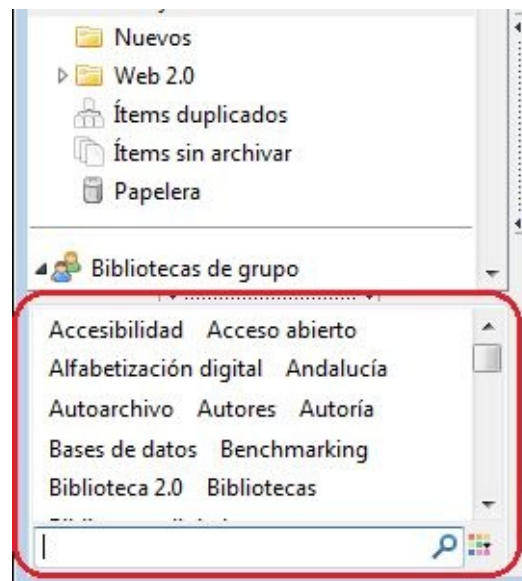 Nuevos
Web 2.0
Ítems duplicados
Ítems sin archivar
Papelera
Bibliotecas de grupo
Accesibilidad Acceso abierto
Alfabetización digital Andalucía
Autoarchivo Autores Autoría
Bases de datos Benchmarking
Biblioteca 2.0 Bibliotecas